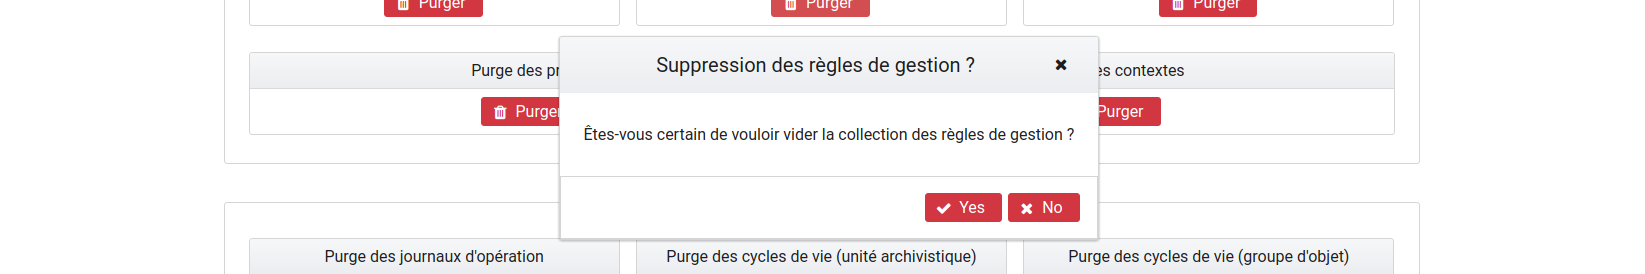 Purger
Purger
Purger
Purge des pr
es contextes
Purger
Purger
Suppression des règles de gestion ?
Êtes-vous certain de vouloir vider la collection des règles de gestion ?
Yes
No
Purge des journaux d'opération
Purge des cycles de vie (unité archivistique)
Purge des cycles de vie (groupe d'objet)